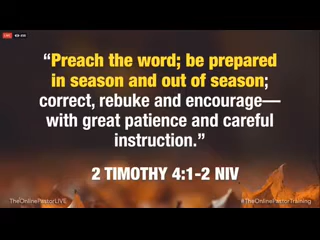 LIVE
"Preach the word; be prepared
in season and out of season;
correct, rebuke and encourage—
with great patience and careful
instruction."
2 TIMOTHY 4:1-2 NIV
TheOnlinePastorLIVE
#TheOnlinePastorTraining